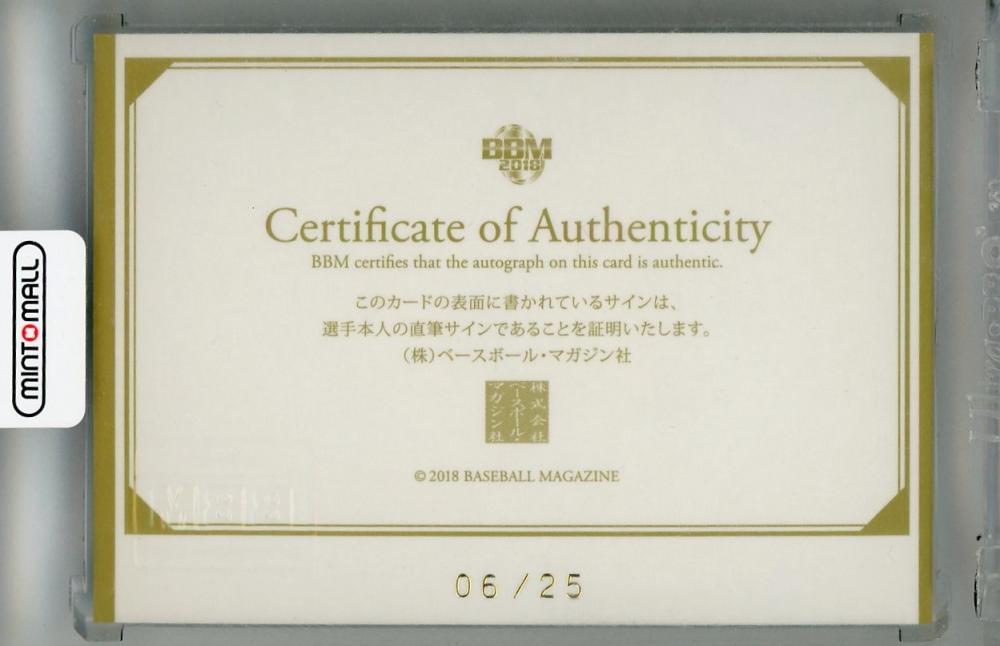 BBM
2018
Certificate of Authenticity
BBM certifies that the autograph on this card is authentic.
このカードの表面に書かれているサインは、
選手本人の直筆サインであることを証明いたします。
（株）ベースボール・マガジン社
株式会社
ベースボール・
マガジン社
© 2018 BASEBALL MAGAZINE
06/25
MINTOMALL